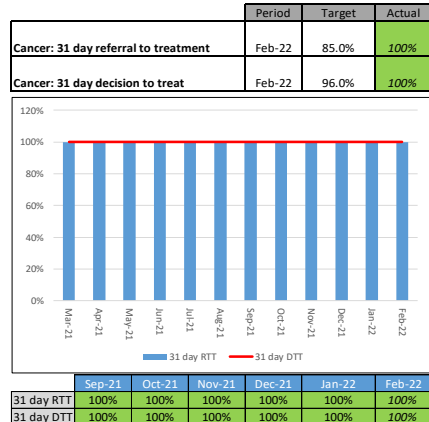 Period Target Actual
Cancer: 31 day referral to treatment Feb-22 85.0% 100%
Cancer: 31 day decision to treat Feb-22 96.0% 100%
120%
100%
80%
60%
40%
20%
0%
Mar-21 Apr-21 May-21 Jun-21 Jul-21 Aug-21 Sep-21 Oct-21 Nov-21 Dec-21 Jan-22 Feb-22
31 day RTT 31 day DTT
Sep-21 Oct-21 Nov-21 Dec-21 Jan-22 Feb-22
31 day RTT 100% 100% 100% 100% 100% 100%
31 day DTT 100% 100% 100% 100% 100% 100%